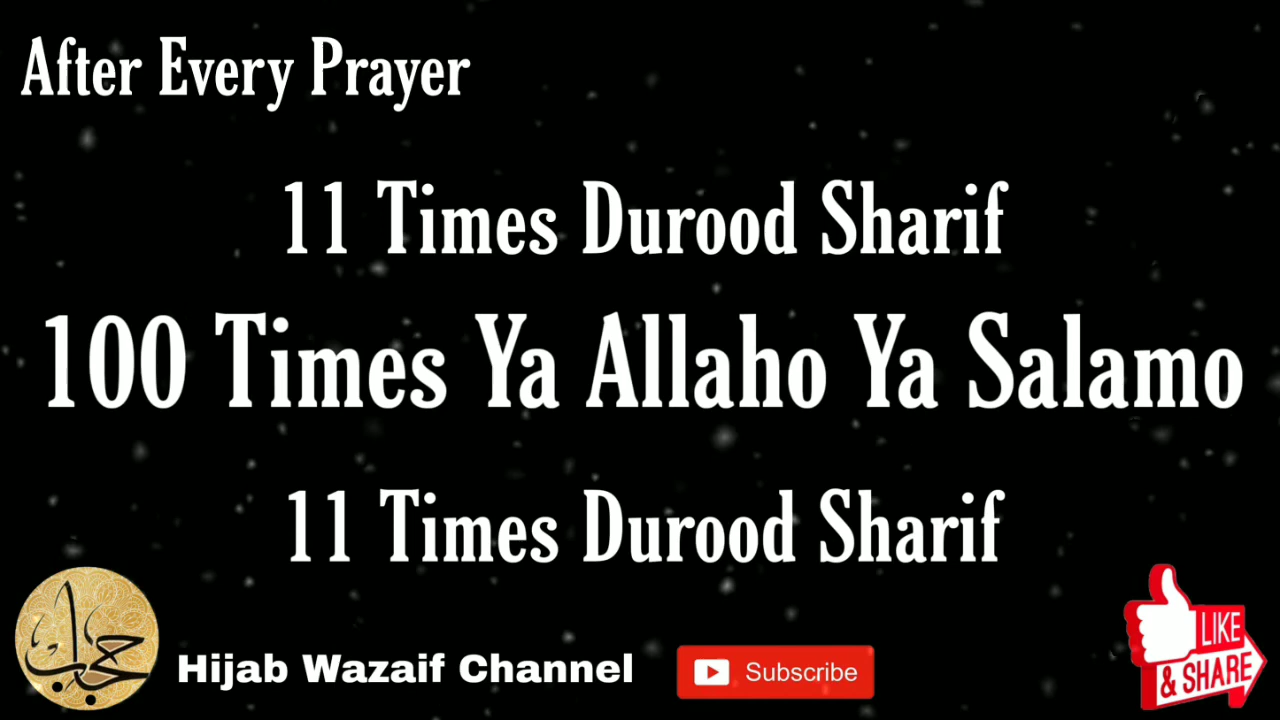 After Every Prayer
11 Times Durood Sharif
100 Times Ya Allaho Ya Salamo
11 Times Durood Sharif
حجاب
Hijab Wazaif Channel
Subscribe
LIKE
& SHARE